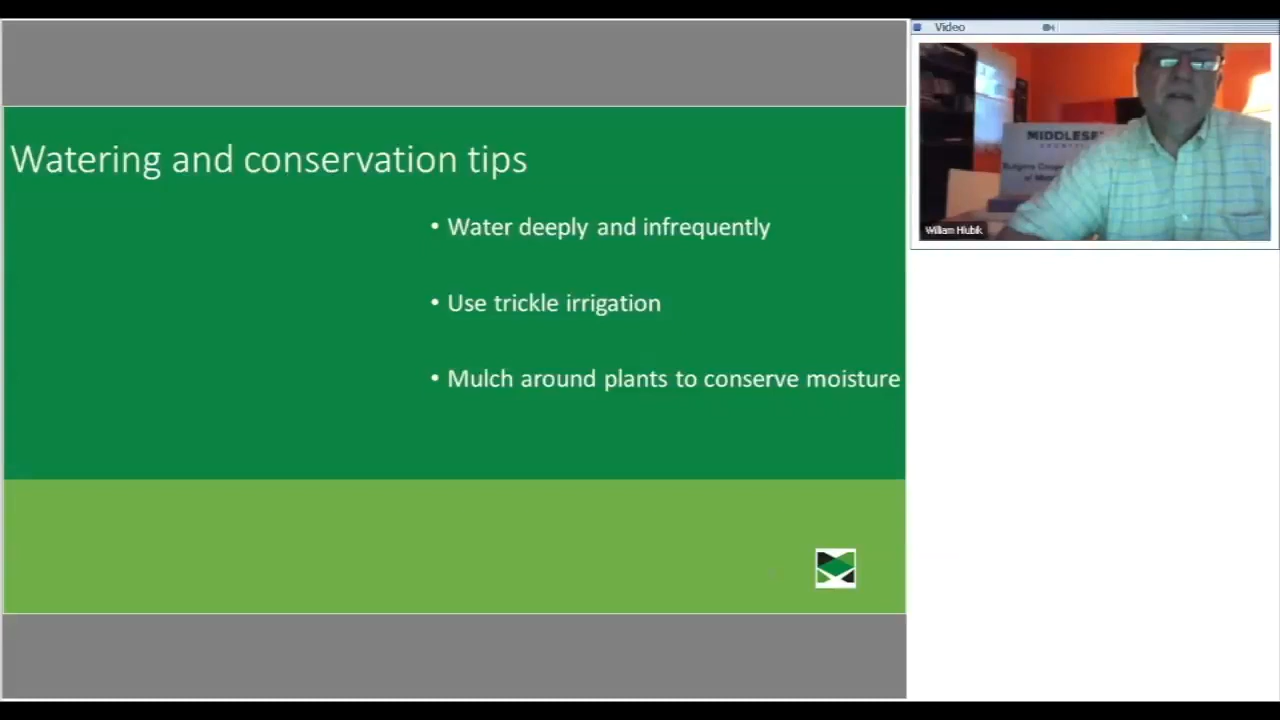 Video
Watering and conservation tips
• Water deeply and infrequently
• Use trickle irrigation
• Mulch around plants to conserve moisture
MIDDLESE
William Hlubik